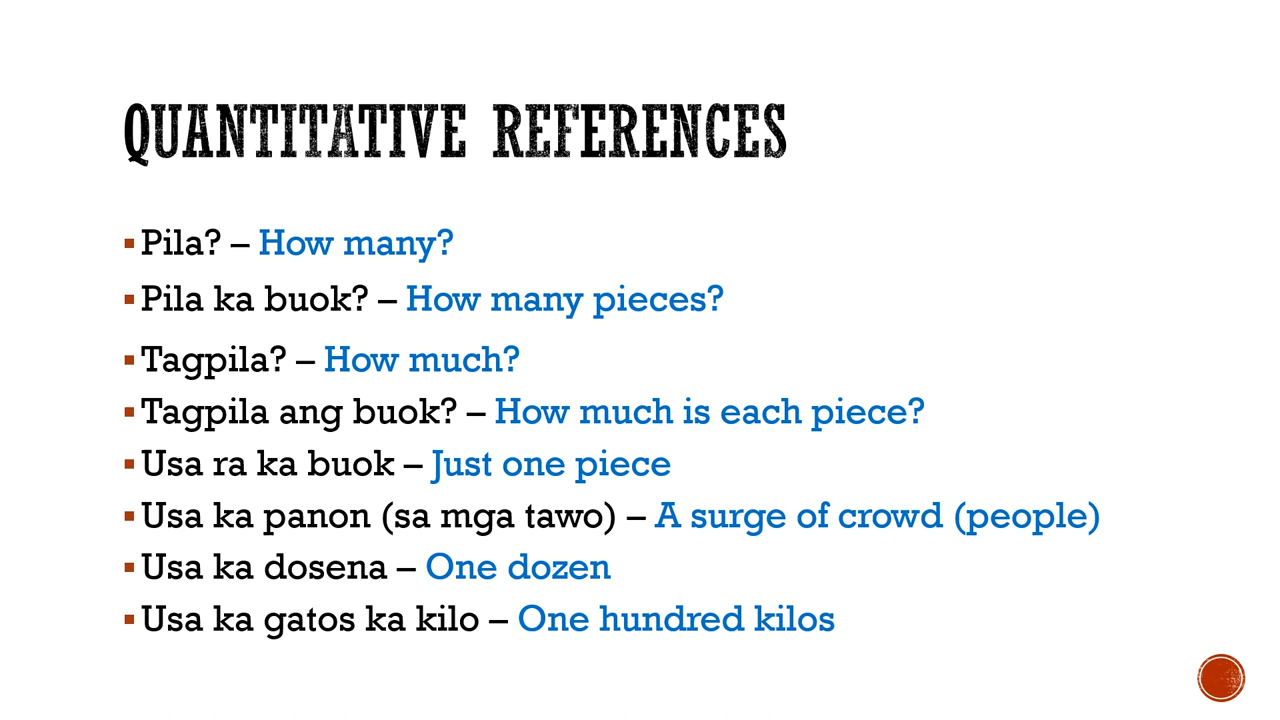 QUANTITATIVE REFERENCES
▪ Pila? – How many?
▪ Pila ka buok? – How many pieces?
▪ Tagpila? – How much?
▪ Tagpila ang buok? – How much is each piece?
▪ Usa ra ka buok – Just one piece
▪ Usa ka panon (sa mga tawo) – A surge of crowd (people)
▪ Usa ka dosena – One dozen
▪ Usa ka gatos ka kilo – One hundred kilos